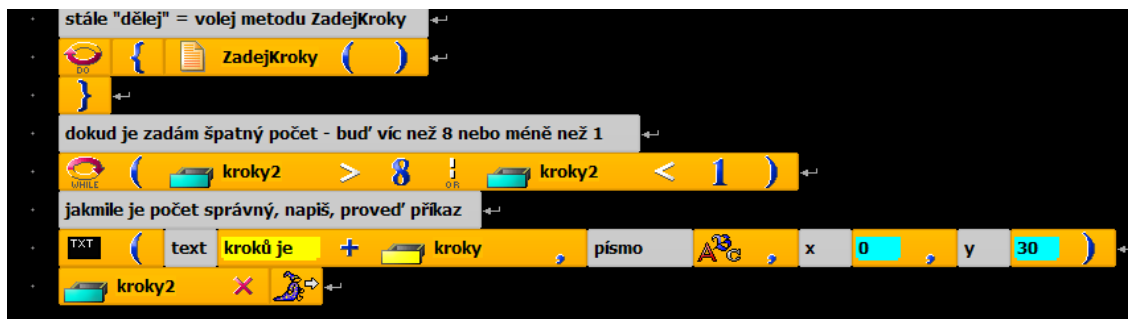 stále "dělej" = volej metodu ZadejKroky
DO { ZadejKroky ( )
}
dokud je zadám špatný počet - buď víc než 8 nebo méně než 1
WHILE ( kroky2 > 8 OR kroky2 < 1 )
jakmile je počet správný, napiš, proveď příkaz
TXT ( text kroků je + kroky , písmo ABC , x 0 , y 30 )
kroky2 ×